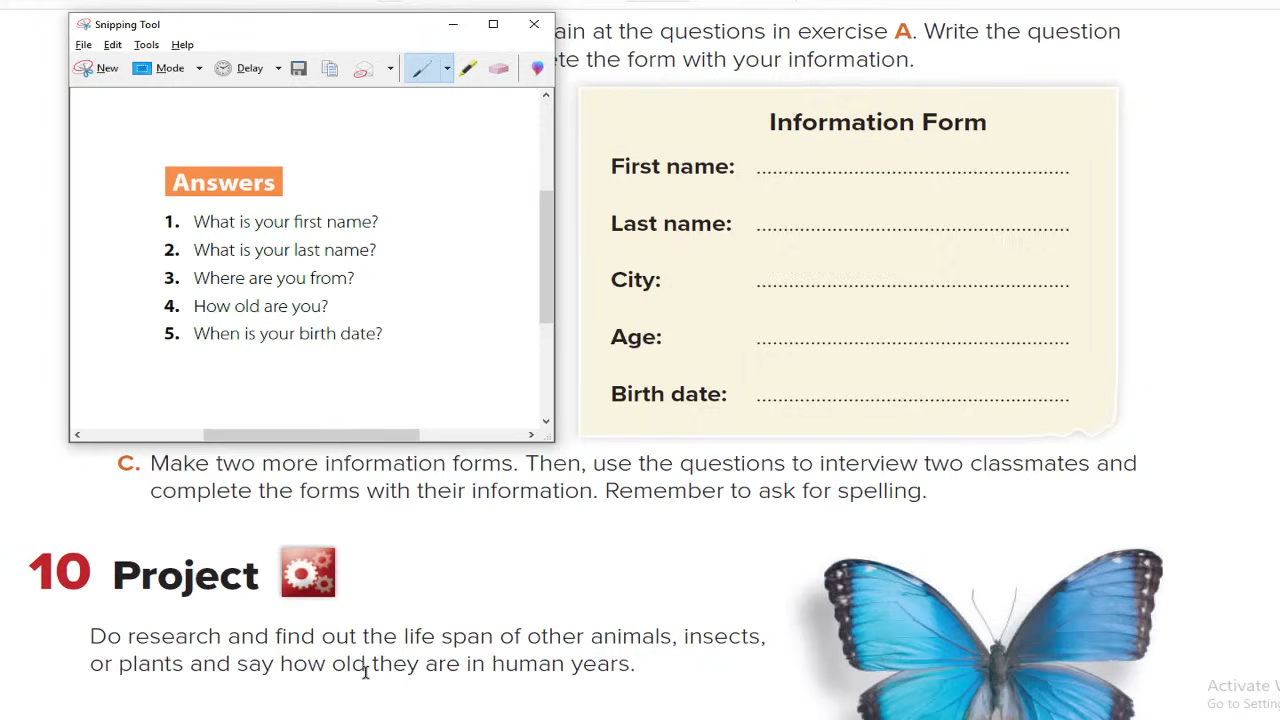 Snipping Tool
File Edit Tools Help
New Mode Delay
Answers
1. What is your first name?
2. What is your last name?
3. Where are you from?
4. How old are you?
5. When is your birth date?
ain at the questions in exercise A. Write the question
te the form with your information.
Information Form
First name:
Last name:
City:
Age:
Birth date:
C. Make two more information forms. Then, use the questions to interview two classmates and
complete the forms with their information. Remember to ask for spelling.
10 Project
Do research and find out the life span of other animals, insects,
or plants and say how old they are in human years.
Activate
Go to Settin